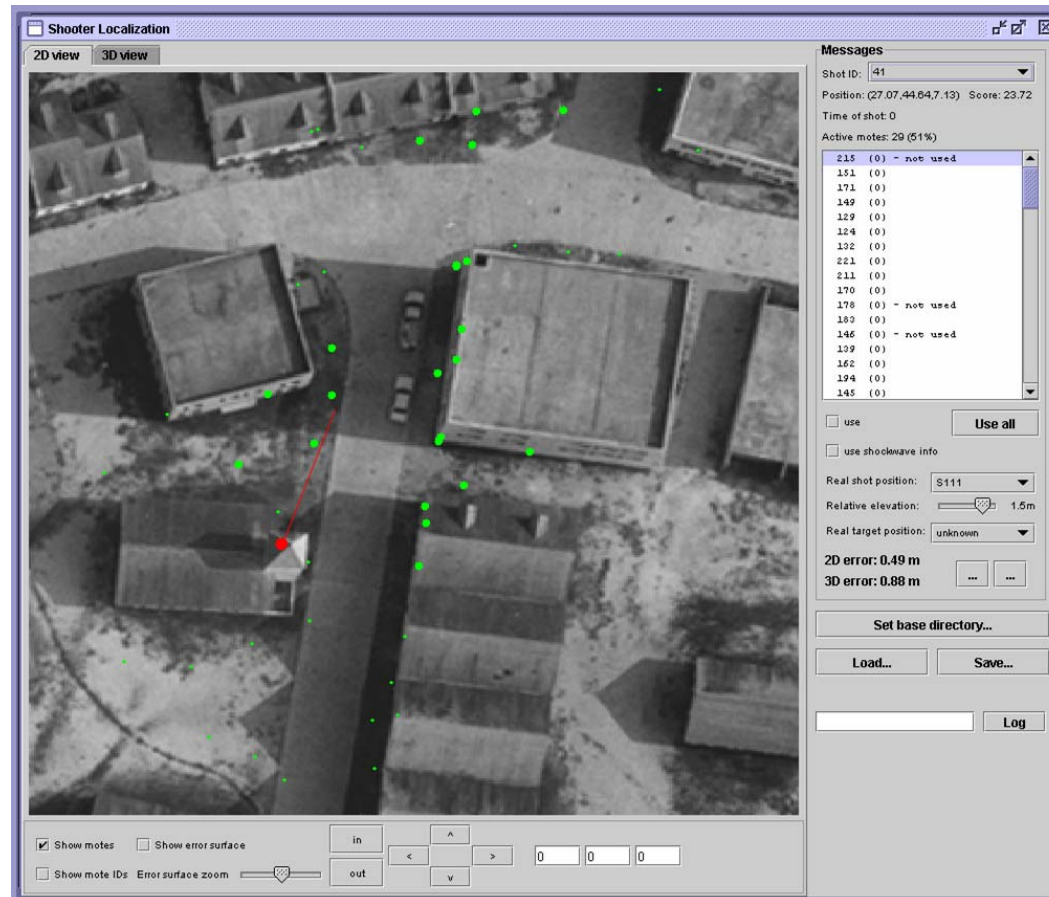 Shooter Localization
2D view 3D view
Messages
Shot ID: 41
Position: (27.07,44.64,7.13) Score: 23.72
Time of shot: 0
Active motes: 29 (51%)
215 (0) - not used
151 (0)
171 (0)
149 (0)
129 (0)
124 (0)
132 (0)
221 (0)
211 (0)
170 (0)
178 (0) - not used
183 (0)
146 (0) - not used
139 (0)
162 (0)
194 (0)
145 (0)
use Use all
use shockwave info
Real shot position: S111
Relative elevation: 1.5m
Real target position: unknown
2D error: 0.49 m
3D error: 0.88 m
... ...
Set base directory...
Load... Save...
Log
Show motes Show error surface in ^
< > 0 0 0
Show mote IDs Error surface zoom out v